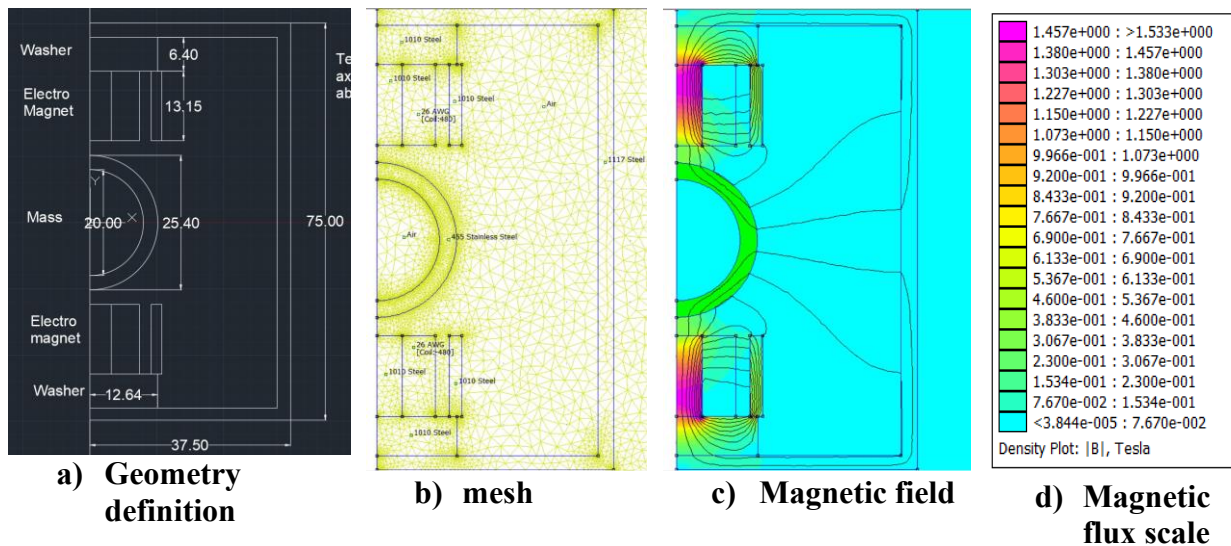 Washer
6.40
Te
ax
ab
Electro
Magnet
13.15
Y
X
Mass
20.00
25.40
75.00
Electro
magnet
Washer
12.64
37.50
a) Geometry
definition
1010 Steel
1010 Steel
1010 Steel
Air
26 AWG
[Coil:480]
1117 Steel
Air
455 Stainless Steel
26 AWG
[Coil:-480]
1010 Steel
1010 Steel
1010 Steel
b) mesh
c) Magnetic field
1.457e+000 : >1.533e+000
1.380e+000 : 1.457e+000
1.303e+000 : 1.380e+000
1.227e+000 : 1.303e+000
1.150e+000 : 1.227e+000
1.073e+000 : 1.150e+000
9.966e-001 : 1.073e+000
9.200e-001 : 9.966e-001
8.433e-001 : 9.200e-001
7.667e-001 : 8.433e-001
6.900e-001 : 7.667e-001
6.133e-001 : 6.900e-001
5.367e-001 : 6.133e-001
4.600e-001 : 5.367e-001
3.833e-001 : 4.600e-001
3.067e-001 : 3.833e-001
2.300e-001 : 3.067e-001
1.534e-001 : 2.300e-001
7.670e-002 : 1.534e-001
<3.844e-005 : 7.670e-002
Density Plot: |B|, Tesla
d) Magnetic
flux scale